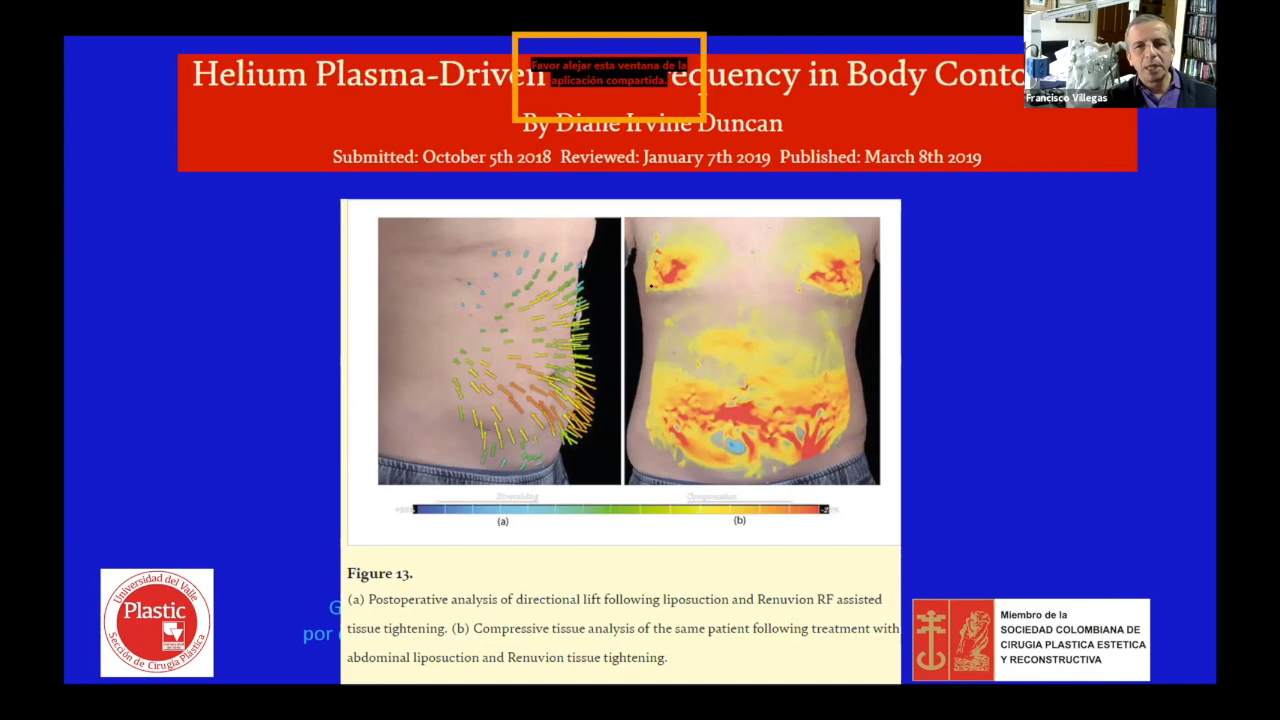 Helium Plasma-Driven equency in Body Conto
Favor alejar esta ventana de la
aplicación compartida.
Francisco Villegas
By Diane Irvine Duncan
Submitted: October 5th 2018 Reviewed: January 7th 2019 Published: March 8th 2019
Stretching Compression
(a) (b)
Figure 13.
(a) Postoperative analysis of directional lift following liposuction and Renuvion RF assisted
tissue tightening. (b) Compressive tissue analysis of the same patient following treatment with
abdominal liposuction and Renuvion tissue tightening.
G
por
Universidad del Valle
Plastic
Sección de Cirugía Plástica
Miembro de la
SOCIEDAD COLOMBIANA DE
CIRUGIA PLASTICA ESTETICA
Y RECONSTRUCTIVA